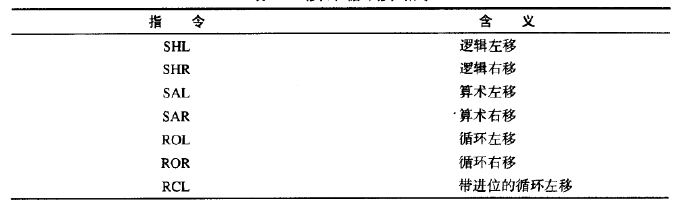 指 令 含 义
SHL 逻辑左移
SHR 逻辑右移
SAL 算术左移
SAR 算术右移
ROL 循环左移
ROR 循环右移
RCL 带进位的循环左移